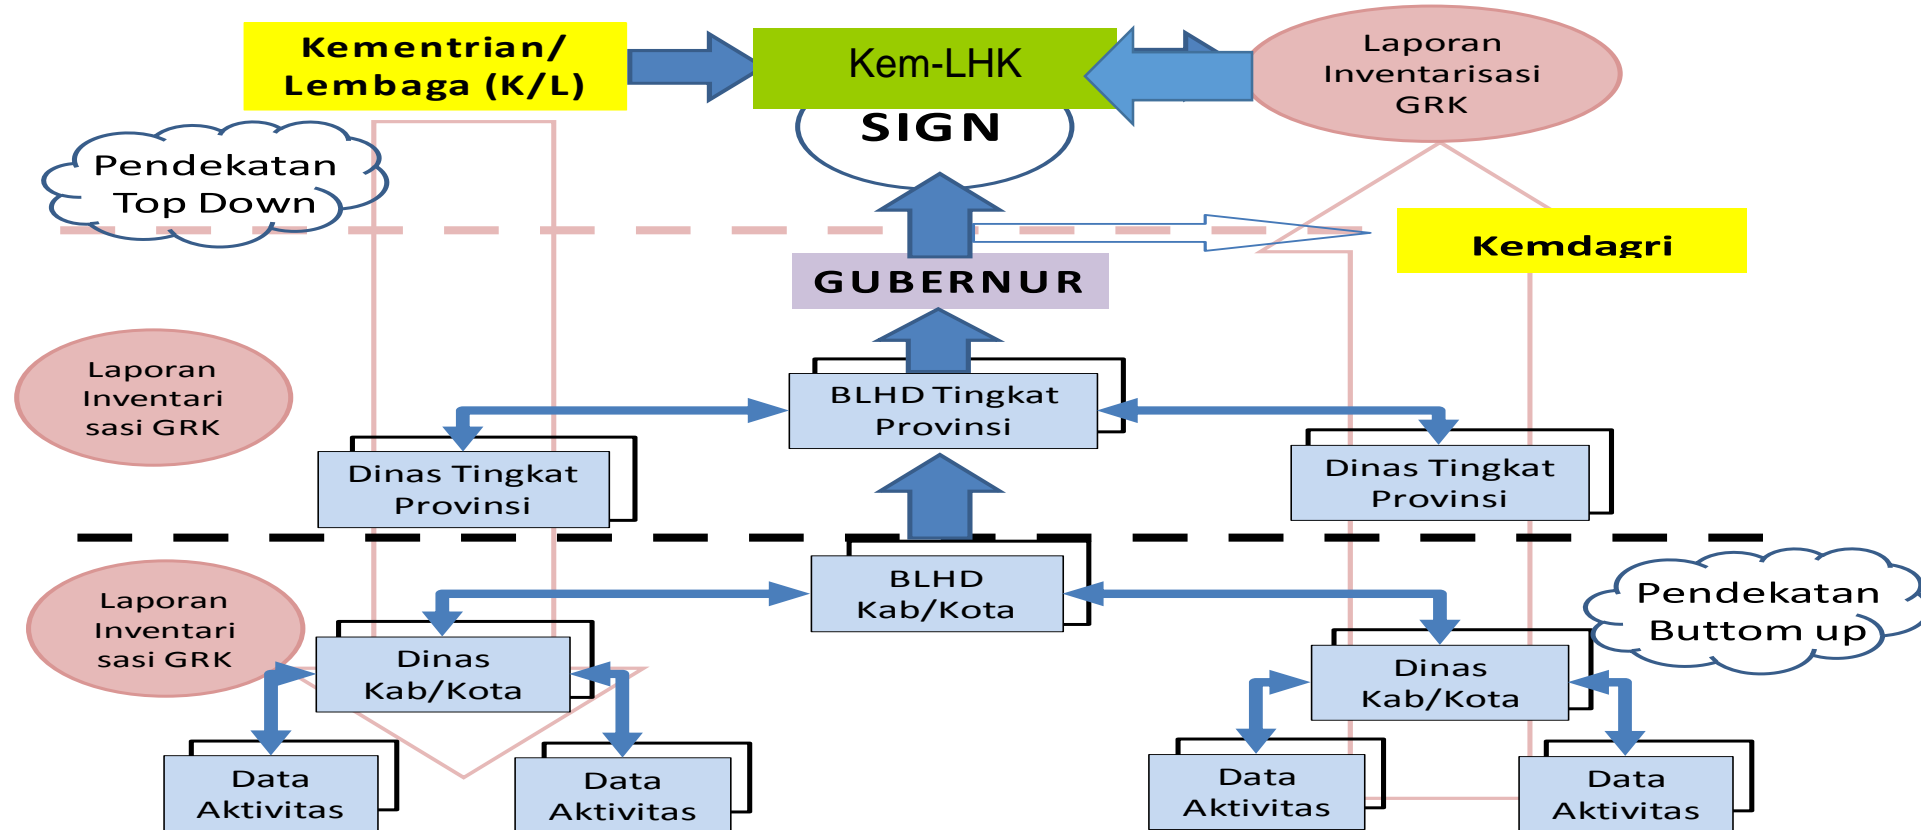 Kementrian/
Lembaga (K/L)
Kem-LHK
SIGN
Laporan
Inventarisasi
GRK
Pendekatan
Top Down
Kemdagri
GUBERNUR
Laporan
Inventari
sasi GRK
BLHD Tingkat
Provinsi
Dinas Tingkat
Provinsi
Dinas Tingkat
Provinsi
Laporan
Inventari
sasi GRK
BLHD
Kab/Kota
Pendekatan
Buttom up
Dinas
Kab/Kota
Dinas
Kab/Kota
Data
Aktivitas
Data
Aktivitas
Data
Aktivitas
Data
Aktivitas